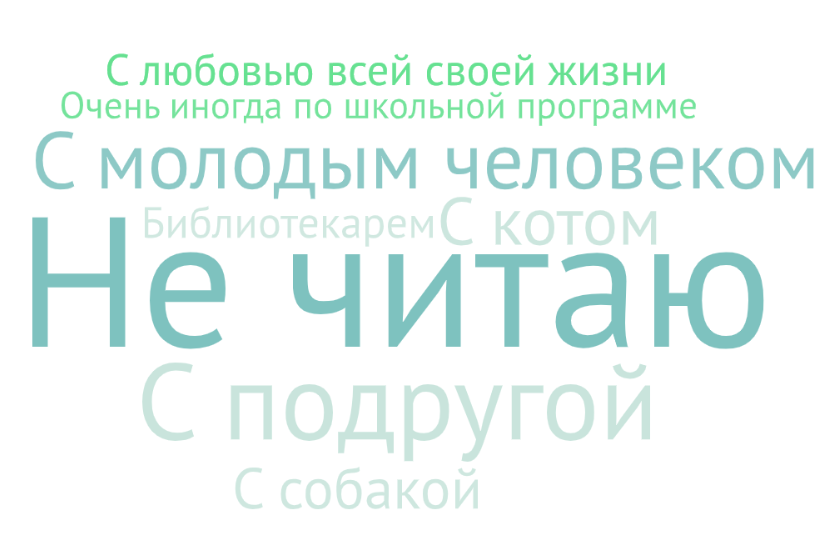 С любовью всей своей жизни
Очень иногда по школьной программе
С молодым человеком
Библиотекарем
С котом
Не читаю
С подругой
С собакой